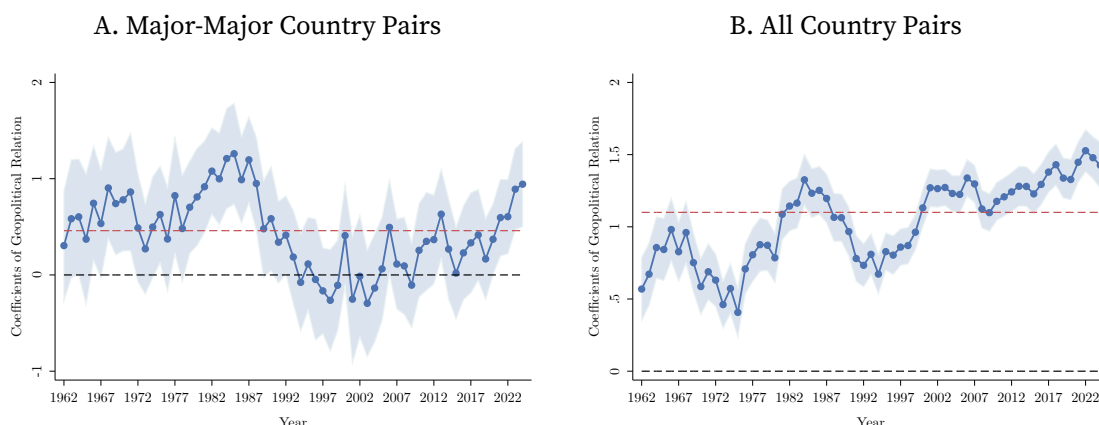 A. Major-Major Country Pairs
Coefficients of Geopolitical Relation
2
1
0
-1
1962 1967 1972 1977 1982 1987 1992 1997 2002 2007 2012 2017 2022
Year
B. All Country Pairs
Coefficients of Geopolitical Relation
2
1.5
1
.5
0
1962 1967 1972 1977 1982 1987 1992 1997 2002 2007 2012 2017 2022
Year